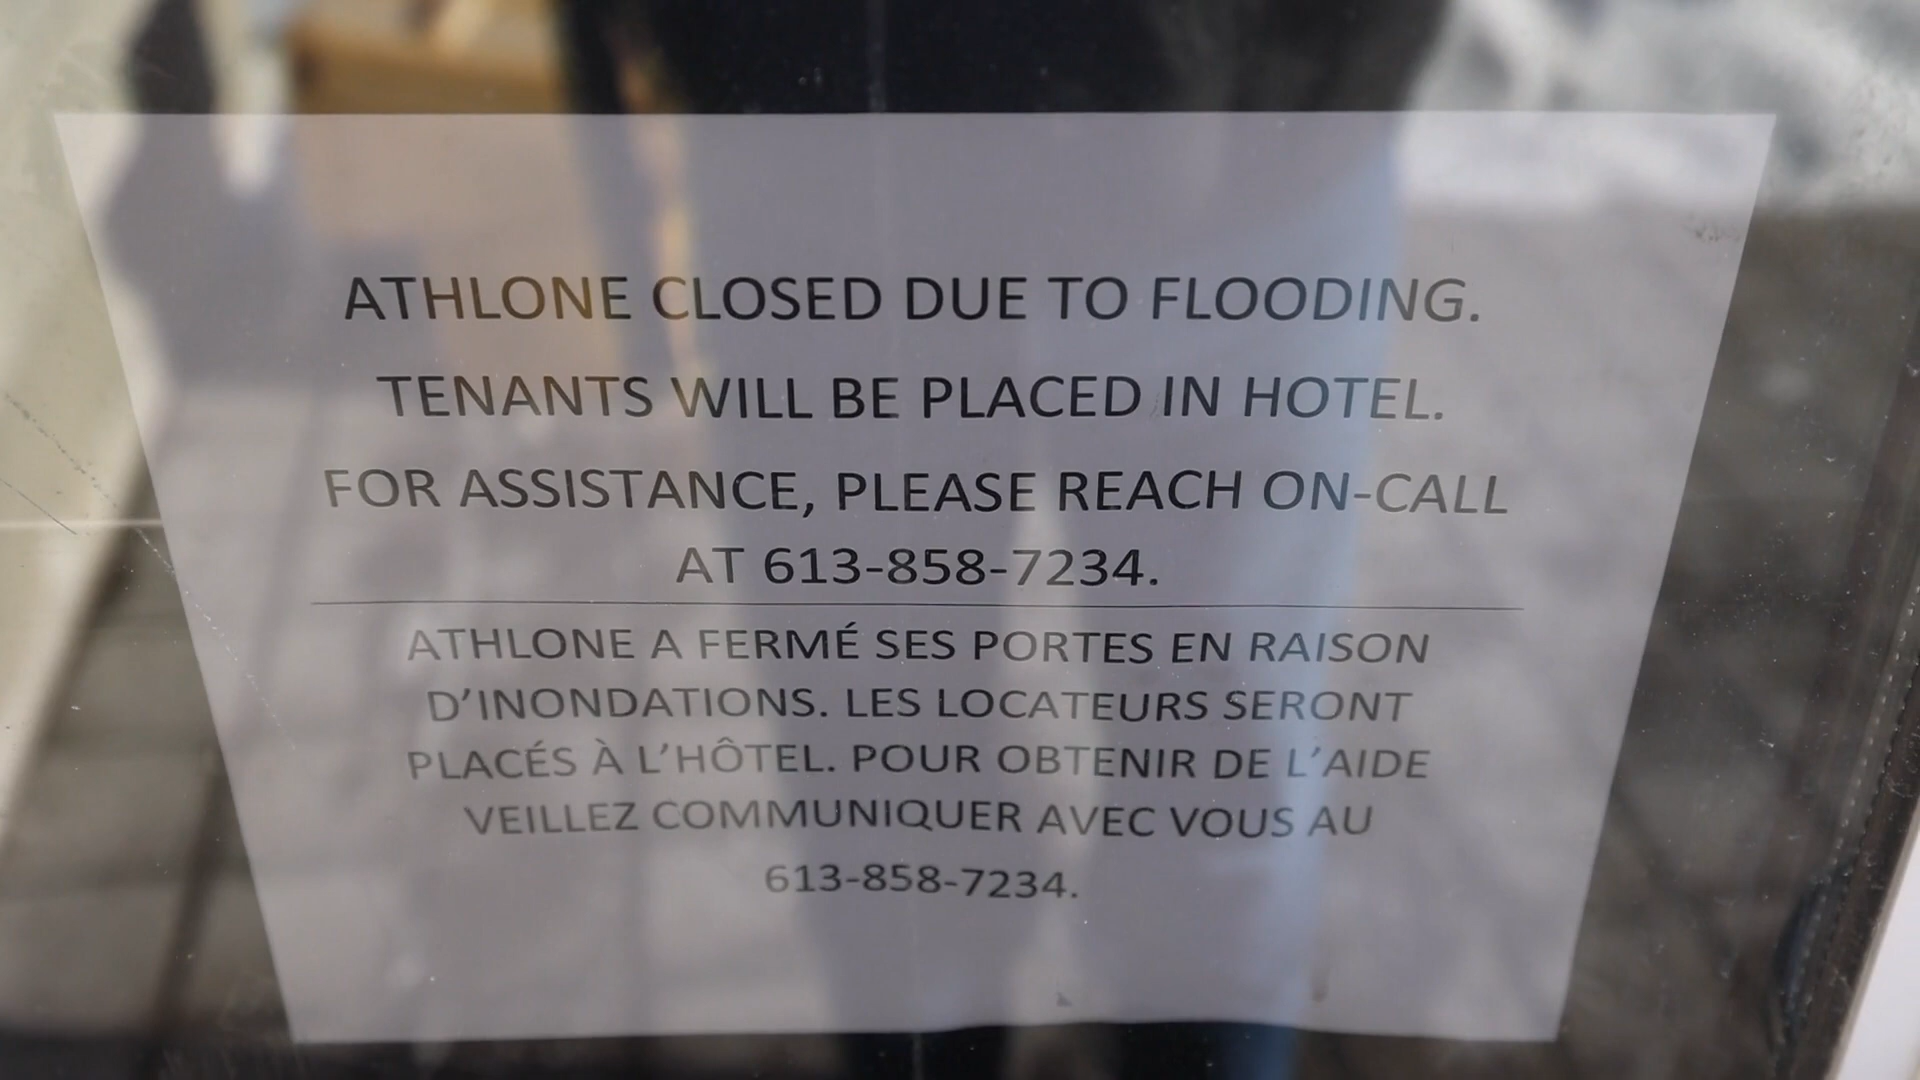 ATHLONE CLOSED DUE TO FLOODING.
TENANTS WILL BE PLACED IN HOTEL.
FOR ASSISTANCE, PLEASE REACH ON-CALL
AT 613-858-7234.
ATHLONE A FERMÉ SES PORTES EN RAISON
D'INONDATIONS. LES LOCATEURS SERONT
PLACÉS À L'HÔTEL. POUR OBTENIR DE L'AIDE
VEILLEZ COMMUNIQUER AVEC VOUS AU
613-858-7234.